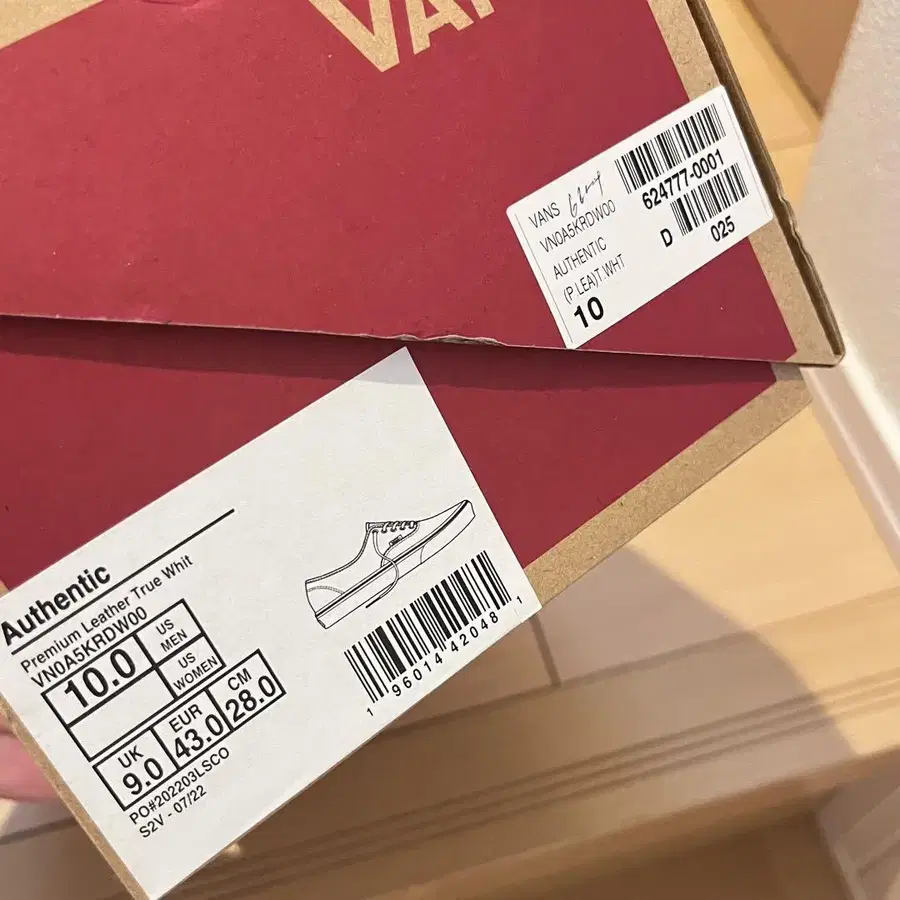 VANS
VANS
VN0A5KRDW00
AUTHENTIC
(P LEA)T.WHT
10
624777-0001
D 025
Authentic
Premium Leather True Whit
VN0A5KRDW00
10.0 US MEN
US WOMEN
UK EUR CM
9.0 43.0 28.0
PO#202203LSCO
S2V - 07/22
1 96014 42048 1